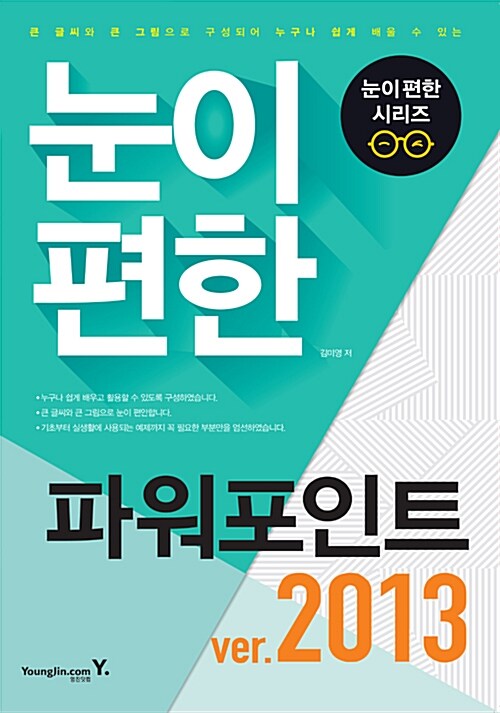 큰 글씨와 큰 그림으로 구성되어 누구나 쉽게 배울 수 있는
눈이편한
시리즈
눈이
편한
김미영 저
• 누구나 쉽게 배우고 활용할 수 있도록 구성하였습니다.
• 큰 글씨와 큰 그림으로 눈이 편안합니다.
• 기초부터 실생활에 사용되는 예제까지 꼭 필요한 부분만을 엄선하였습니다.
파워포인트
ver.2013
YoungJin.com Y.
영진닷컴